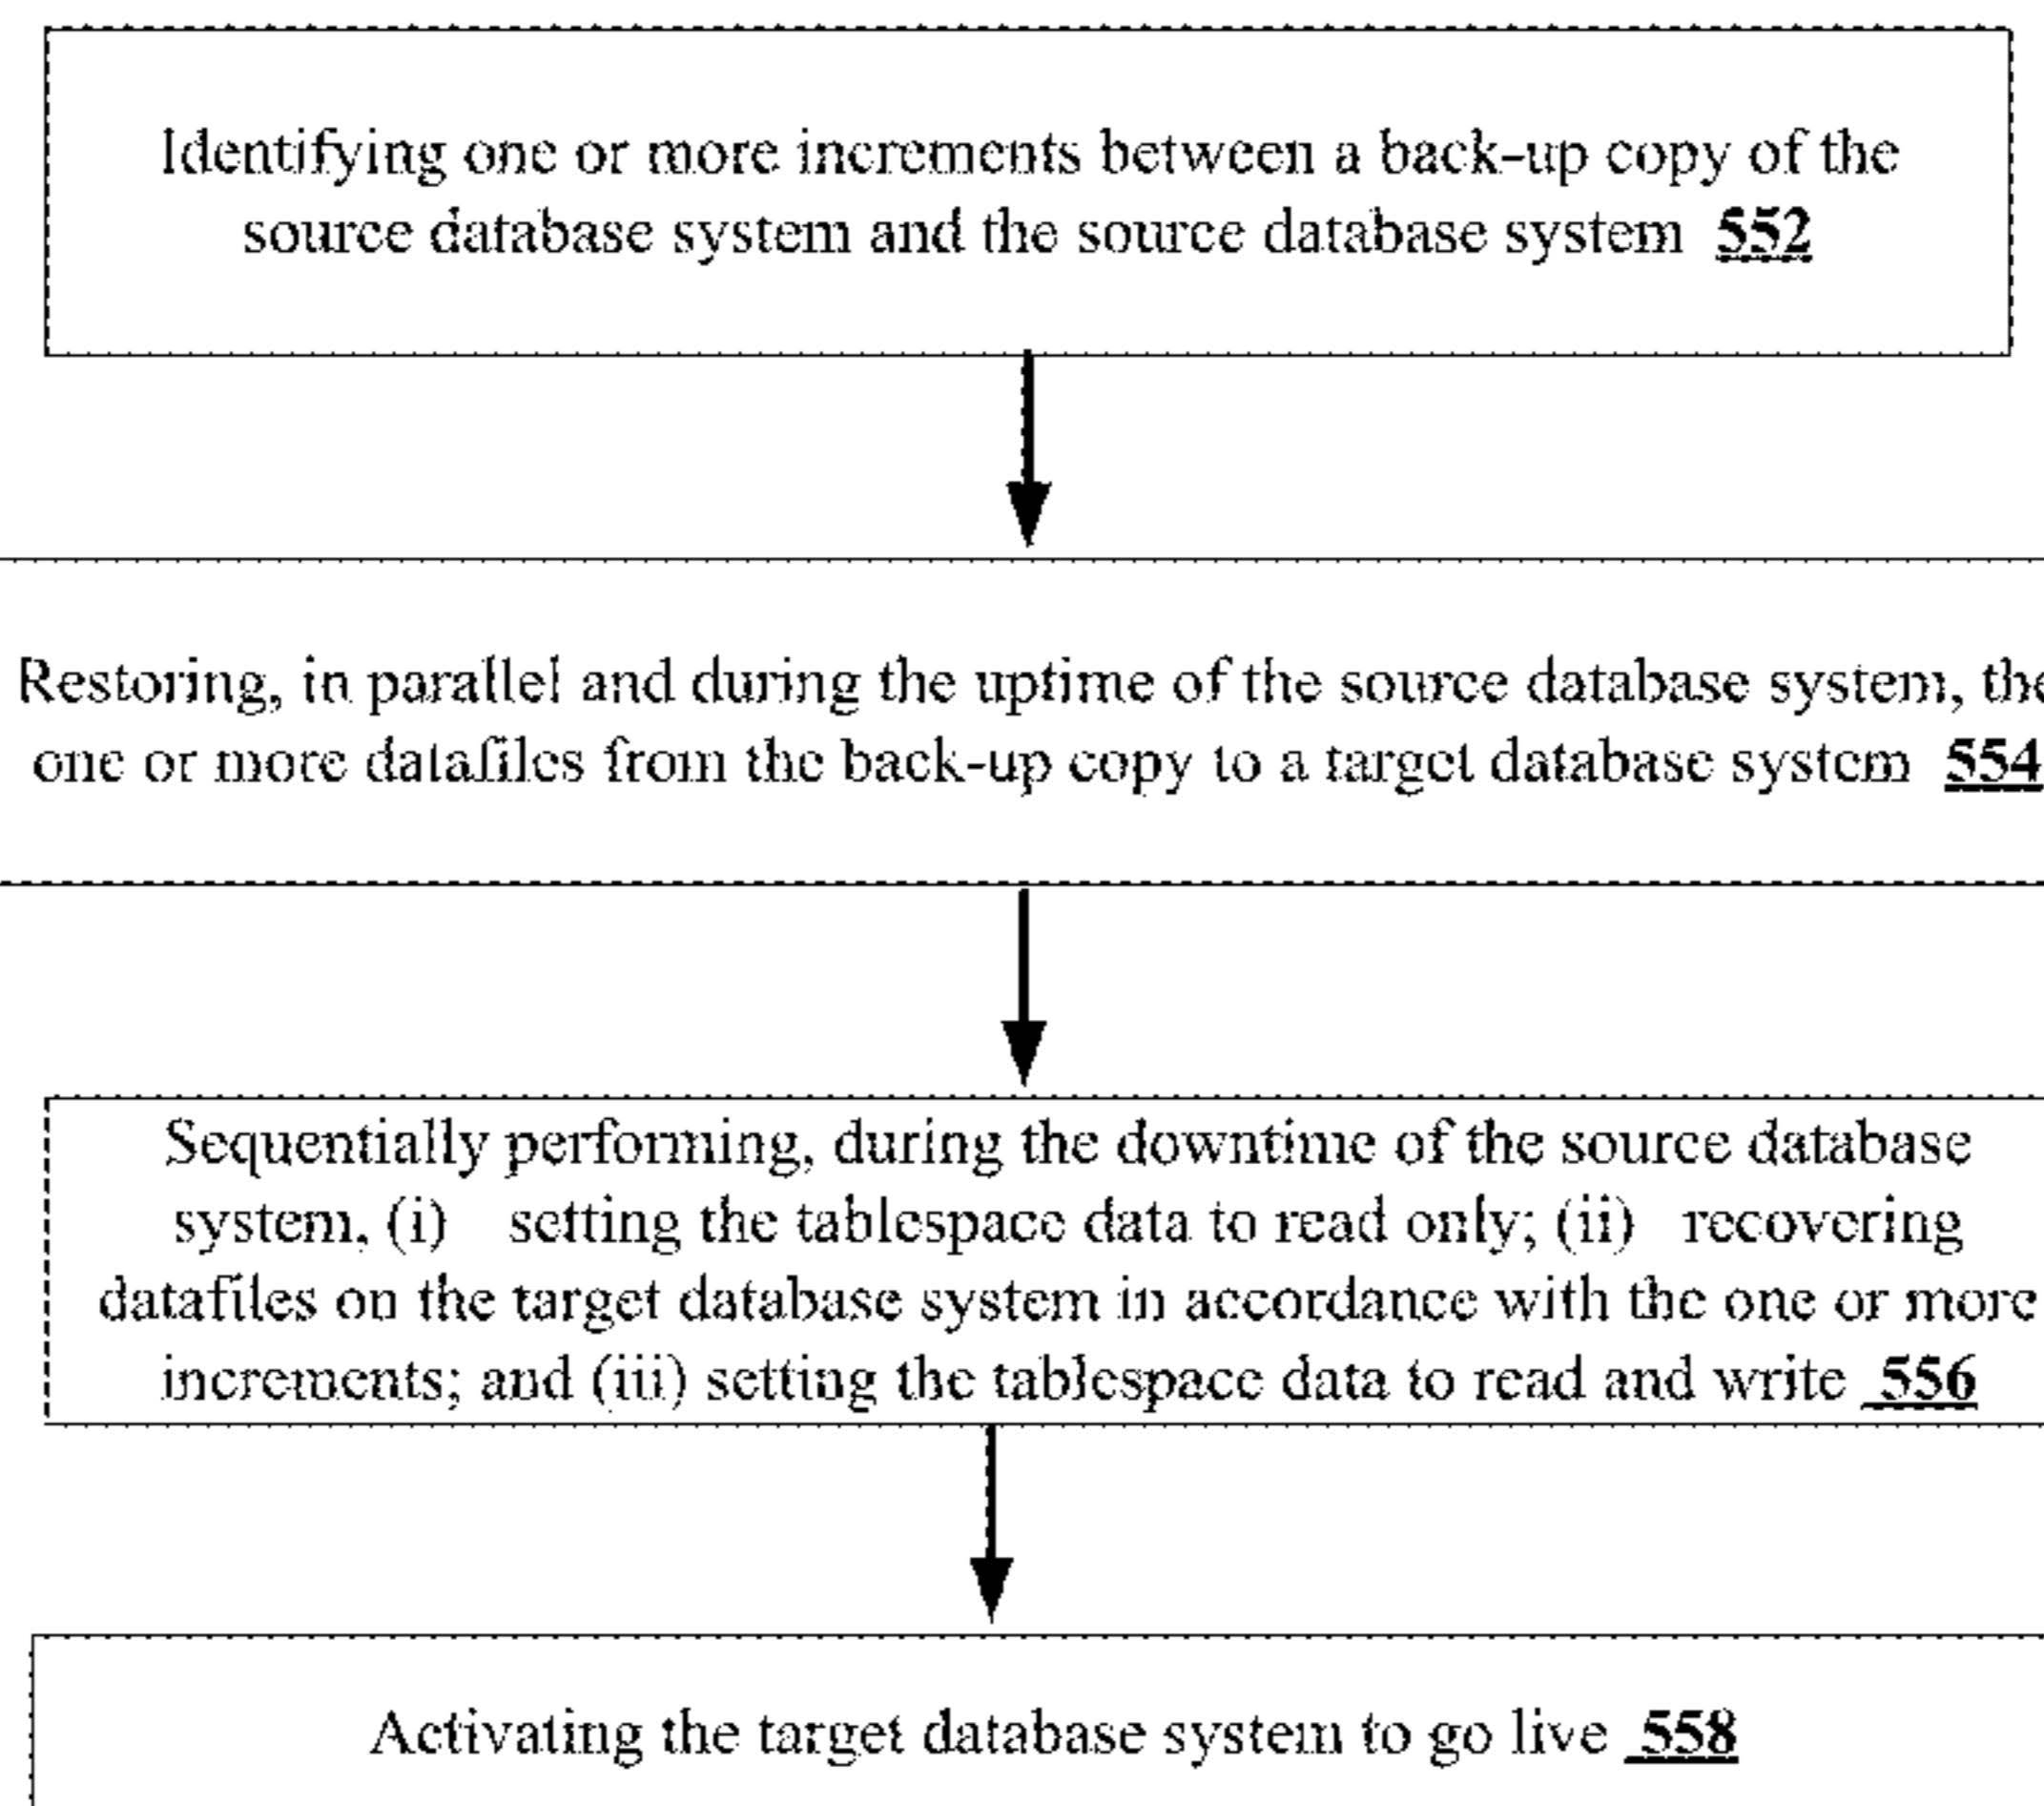 Identifying one or more increments between a back-up copy of the
source database system and the source database system 552
Restoring, in parallel and during the uptime of the source database system, the
one or more datafiles from the back-up copy to a target database system 554
Sequentially performing, during the downtime of the source database
system, (i) setting the tablespace data to read only; (ii) recovering
datafiles on the target database system in accordance with the one or more
increments; and (iii) setting the tablespace data to read and write 556
Activating the target database system to go live 558